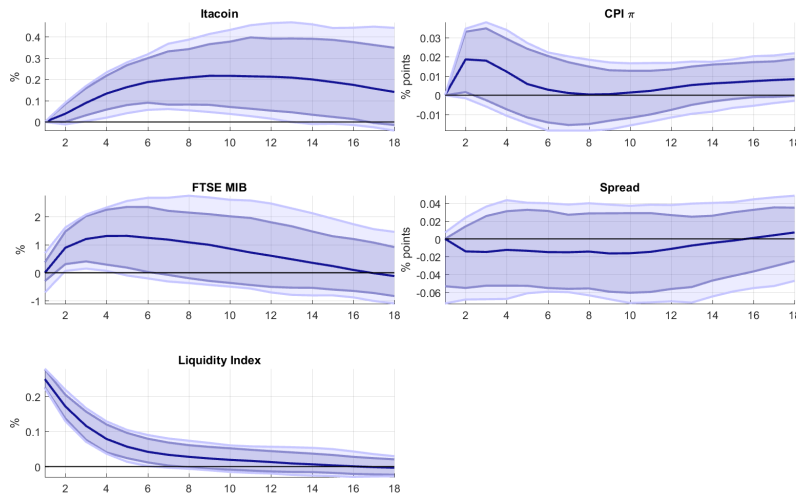 Itacoin
%
0.4
0.3
0.2
0.1
0
2 4 6 8 10 12 14 16 18
CPI π
% points
0.03
0.02
0.01
0
-0.01
2 4 6 8 10 12 14 16 18
FTSE MIB
%
2
1
0
-1
2 4 6 8 10 12 14 16 18
Spread
% points
0.04
0.02
0
-0.02
-0.04
-0.06
2 4 6 8 10 12 14 16 18
Liquidity Index
%
0.2
0.1
0
2 4 6 8 10 12 14 16 18